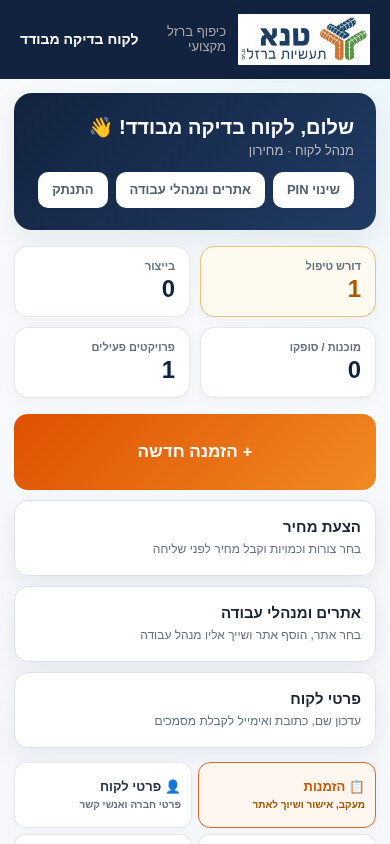 טנא
תעשיות ברזל
כיפוף ברזל
מקצועי
לקוח בדיקה מבודד
שלום, לקוח בדיקה מבודד! 👋
מנהל לקוח · מחירון
שינוי PIN
אתרים ומנהלי עבודה
התנתק
דורש טיפול
1
בייצור
0
מוכנות / סופקו
0
פרויקטים פעילים
1
+ הזמנה חדשה
הצעת מחיר
בחר צורות וכמויות וקבל מחיר לפני שליחה
אתרים ומנהלי עבודה
בחר אתר, הוסף אתר ושייך אליו מנהל עבודה
פרטי לקוח
עדכון שם, כתובת ואימייל לקבלת מסמכים
📋 הזמנות
מעקב, אישור ושיוך לאתר
👤 פרטי לקוח
פרטי חברה ואנשי קשר